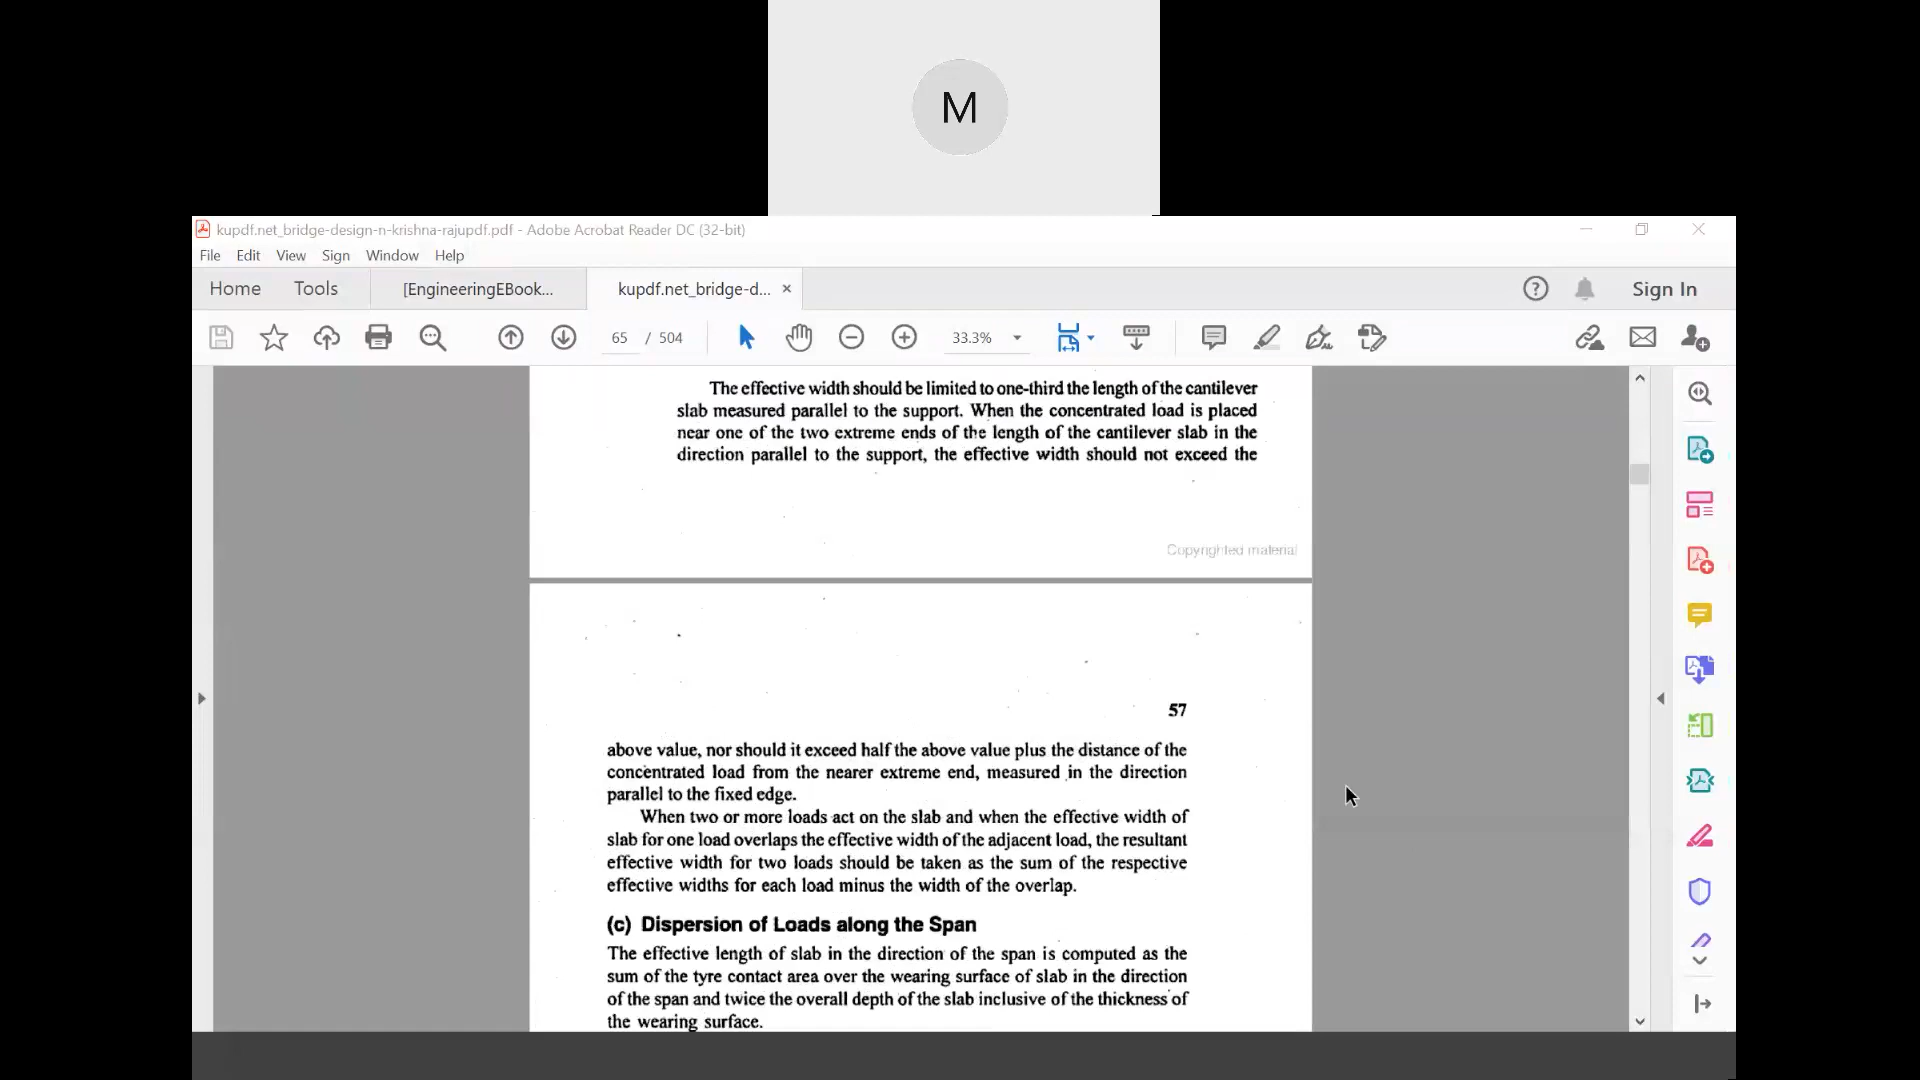 M
kupdf.net_bridge-design-n-krishna-rajupdf.pdf - Adobe Acrobat Reader DC (32-bit)
File Edit View Sign Window Help
Home Tools [EngineeringEBook... kupdf.net_bridge-d... × Sign In
65 / 504 33.3%
The effective width should be limited to one-third the length of the cantilever
slab measured parallel to the support. When the concentrated load is placed
near one of the two extreme ends of the length of the cantilever slab in the
direction parallel to the support, the effective width should not exceed the
Copyrighted material
57
above value, nor should it exceed half the above value plus the distance of the
concentrated load from the nearer extreme end, measured in the direction
parallel to the fixed edge.
When two or more loads act on the slab and when the effective width of
slab for one load overlaps the effective width of the adjacent load, the resultant
effective width for two loads should be taken as the sum of the respective
effective widths for each load minus the width of the overlap.
(c) Dispersion of Loads along the Span
The effective length of slab in the direction of the span is computed as the
sum of the tyre contact area over the wearing surface of slab in the direction
of the span and twice the overall depth of the slab inclusive of the thickness of
the wearing surface.